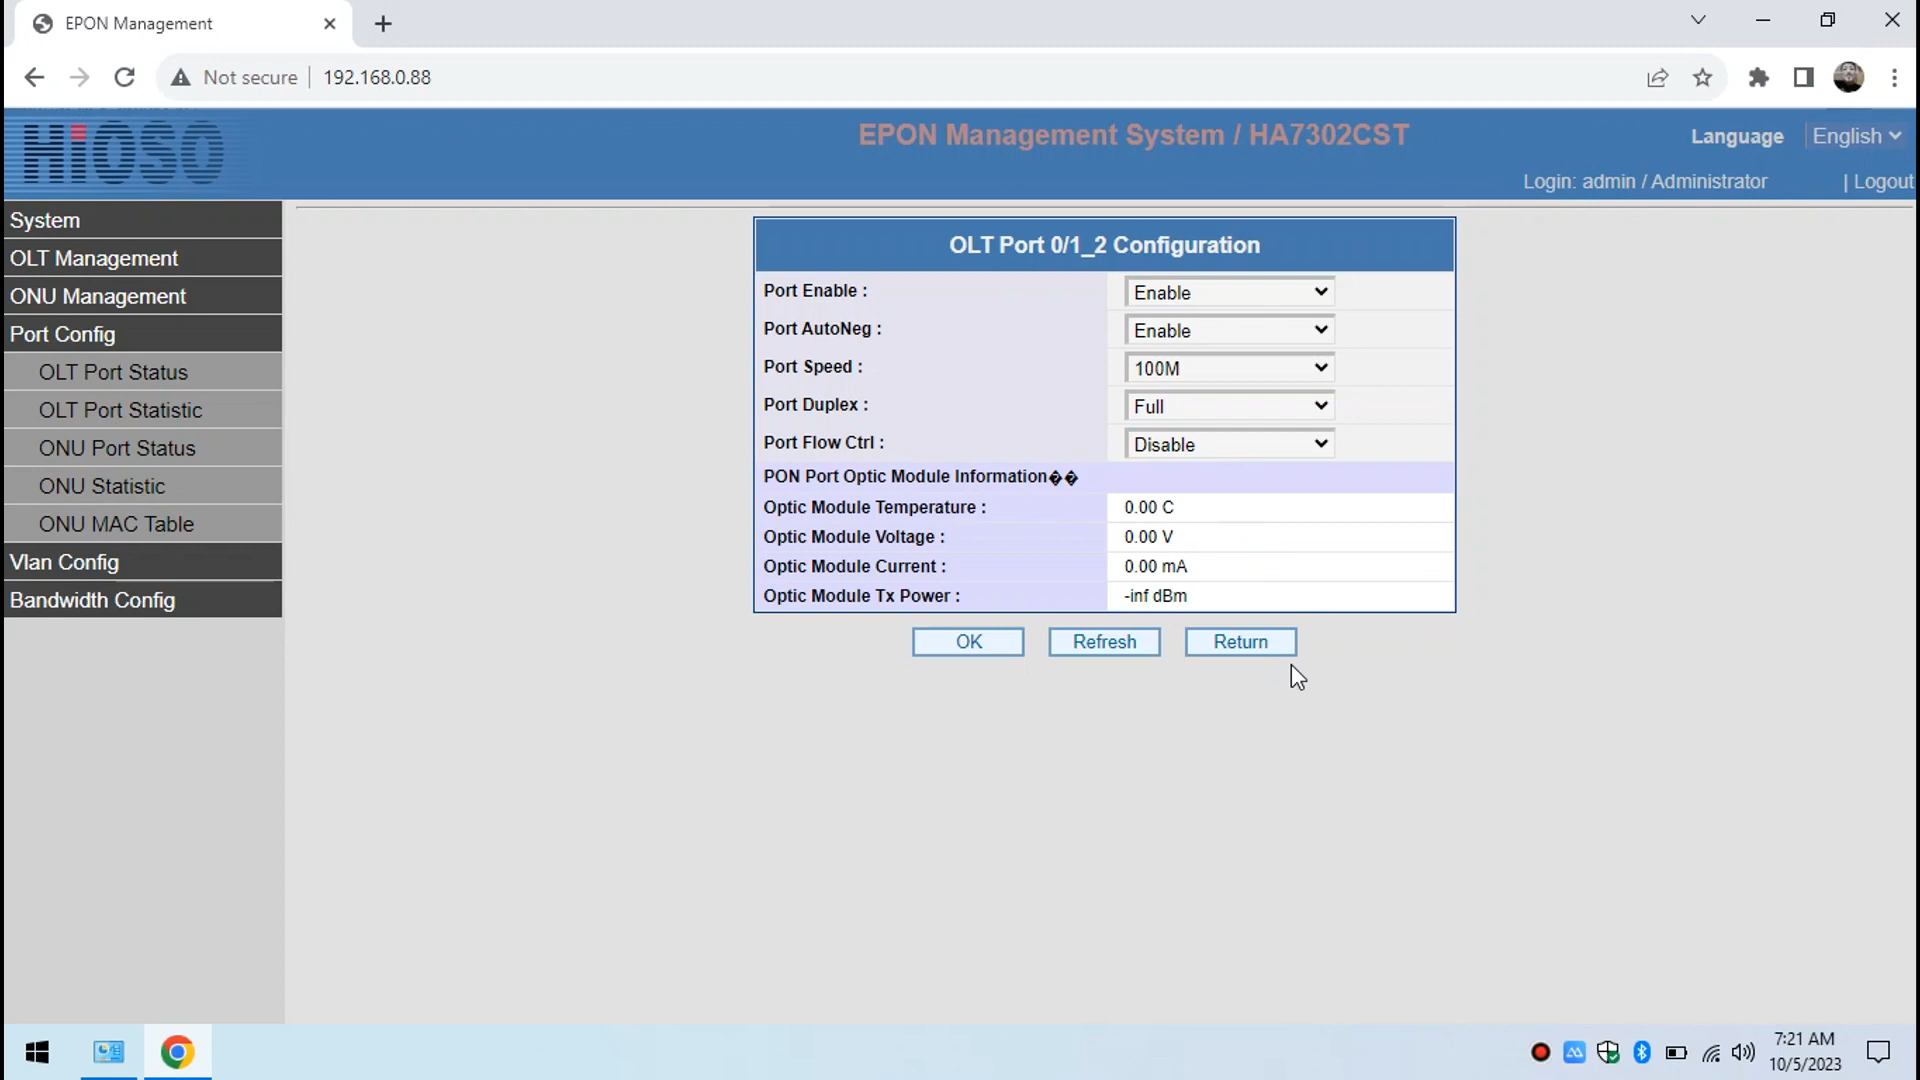 EPON Management
Not secure
192.168.0.88
HiOSO
EPON Management System / HA7302CST
Language
English
Login: admin / Administrator
| Logout
System
OLT Management
ONU Management
Port Config
OLT Port Status
OLT Port Statistic
ONU Port Status
ONU Statistic
ONU MAC Table
Vlan Config
Bandwidth Config
OLT Port 0/1_2 Configuration
Port Enable : Enable
Port AutoNeg : Enable
Port Speed : 100M
Port Duplex : Full
Port Flow Ctrl : Disable
PON Port Optic Module Information��
Optic Module Temperature : 0.00 C
Optic Module Voltage : 0.00 V
Optic Module Current : 0.00 mA
Optic Module Tx Power : -inf dBm
OK
Refresh
Return
7:21 AM
10/5/2023